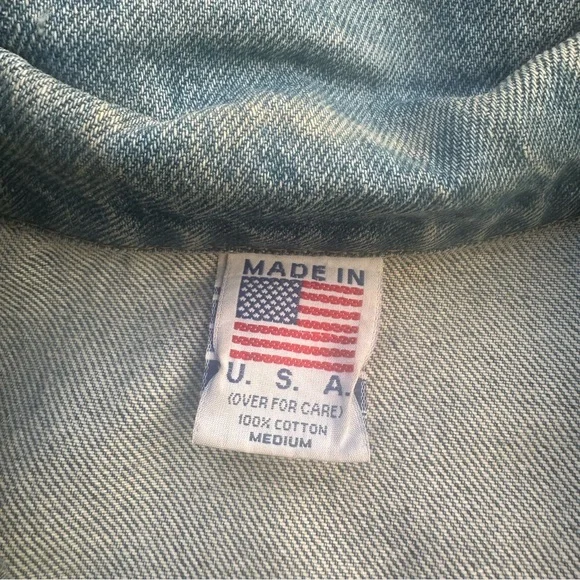 MADE IN
U. S. A.
(OVER FOR CARE)
100% COTTON
MEDIUM